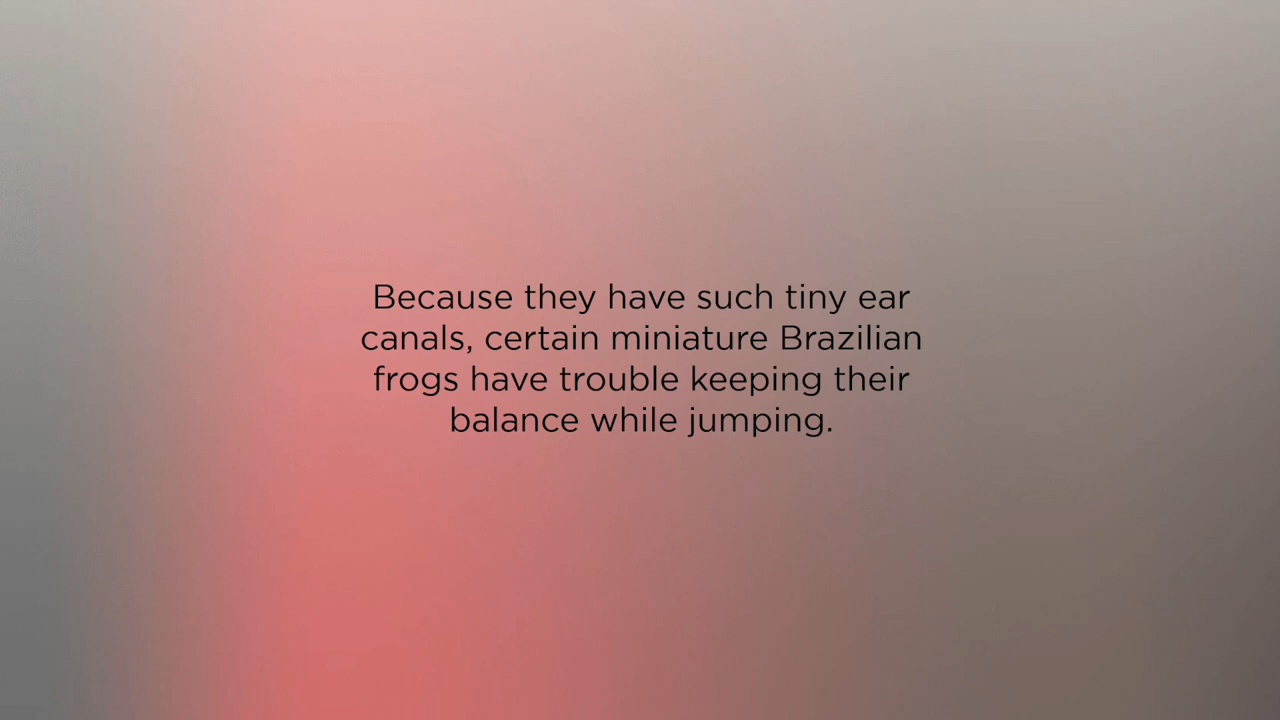 Because they have such tiny ear
canals, certain miniature Brazilian
frogs have trouble keeping their
balance while jumping.